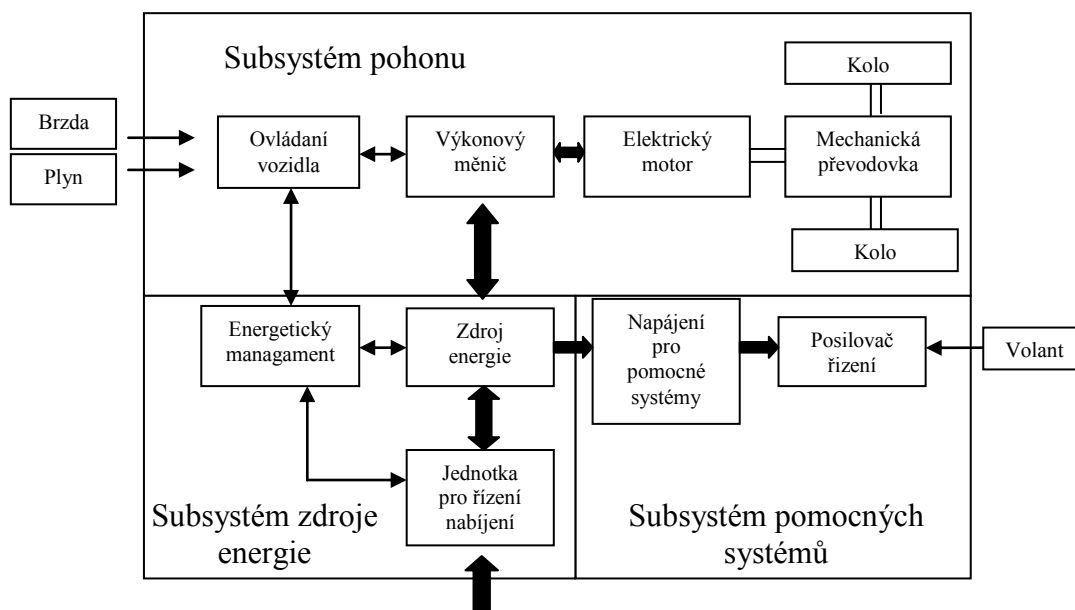 Subsystém pohonu
Kolo
Brzda
Plyn
Ovládaní
vozidla
Výkonový
měnič
Elektrický
motor
Mechanická
převodovka
Kolo
Energetický
managament
Zdroj
energie
Napájení
pro
pomocné
systémy
Posilovač
řizení
Volant
Jednotka
pro řízení
nabíjení
Subsystém zdroje
energie
Subsystém pomocných
systémů